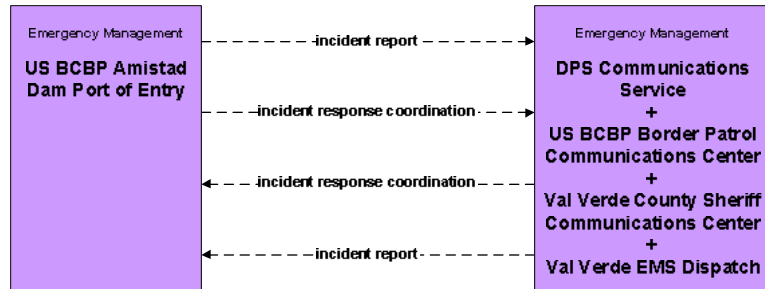 Emergency Management
US BCBP Amistad
Dam Port of Entry
incident report
incident response coordination
incident response coordination
incident report
Emergency Management
DPS Communications
Service
+
US BCBP Border Patrol
Communications Center
+
Val Verde County Sheriff
Communications Center
+
Val Verde EMS Dispatch